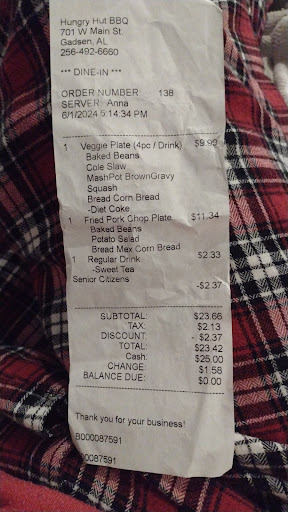 Hungry Hut BBQ
701 W Main St.
Gadsen, AL
256-492-6660
*** DINE-IN ***
ORDER NUMBER: 138
SERVER: Anna
6/1/2024 5:14:34 PM
1 Veggie Plate (4pc / Drink) $9.99
Baked Beans
Cole Slaw
MashPot BrownGravy
Squash
Bread Corn Bread
-Diet Coke
1 Fried Pork Chop Plate $11.34
Baked Beans
Potato Salad
Bread Mex Corn Bread
1 Regular Drink $2.33
-Sweet Tea
Senior Citizens -$2.37
SUBTOTAL: $23.66
TAX: $2.13
DISCOUNT: - $2.37
TOTAL: $23.42
Cash: $25.00
CHANGE: $1.58
BALANCE DUE: $0.00
Thank you for your business!
B000087591
00087591